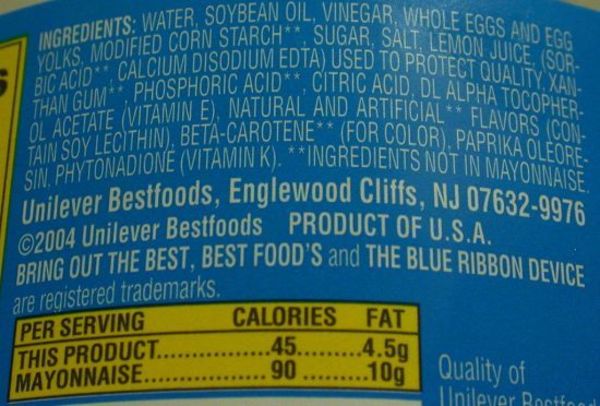 INGREDIENTS: WATER, SOYBEAN OIL, VINEGAR, WHOLE EGGS AND EGG
YOLKS, MODIFIED CORN STARCH**, SUGAR, SALT, LEMON JUICE, (SOR-
BIC ACID**, CALCIUM DISODIUM EDTA) USED TO PROTECT QUALITY, XAN-
THAN GUM**, PHOSPHORIC ACID**, CITRIC ACID, DL ALPHA TOCOPHER-
OL ACETATE (VITAMIN E), NATURAL AND ARTIFICIAL** FLAVORS (CON-
TAIN SOY LECITHIN), BETA-CAROTENE** (FOR COLOR), PAPRIKA OLEORE-
SIN, PHYTONADIONE (VITAMIN K). **INGREDIENTS NOT IN MAYONNAISE.
Unilever Bestfoods, Englewood Cliffs, NJ 07632-9976
©2004 Unilever Bestfoods PRODUCT OF U.S.A.
BRING OUT THE BEST, BEST FOOD'S and THE BLUE RIBBON DEVICE
are registered trademarks.
PER SERVING CALORIES FAT
THIS PRODUCT..............45.........4.5g
MAYONNAISE................90.........10g
Quality of
Unilever Bestfoods